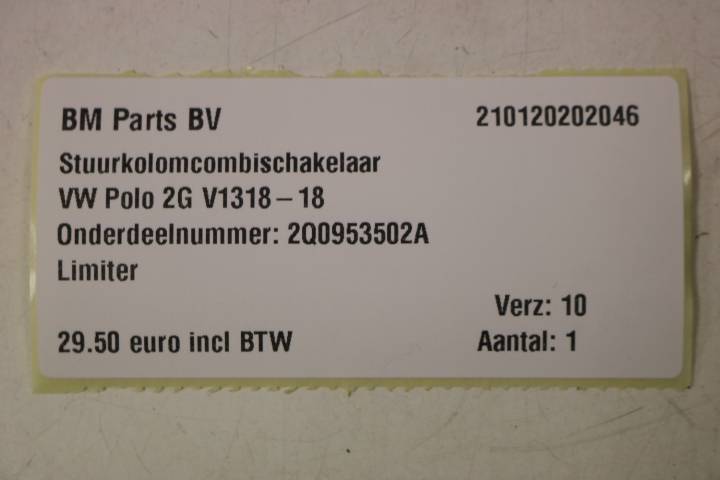 BM Parts BV 210120202046
Stuurkolomcombischakelaar
VW Polo 2G V1318 – 18
Onderdeelnummer: 2Q0953502A
Limiter
Verz: 10
29.50 euro incl BTW Aantal: 1